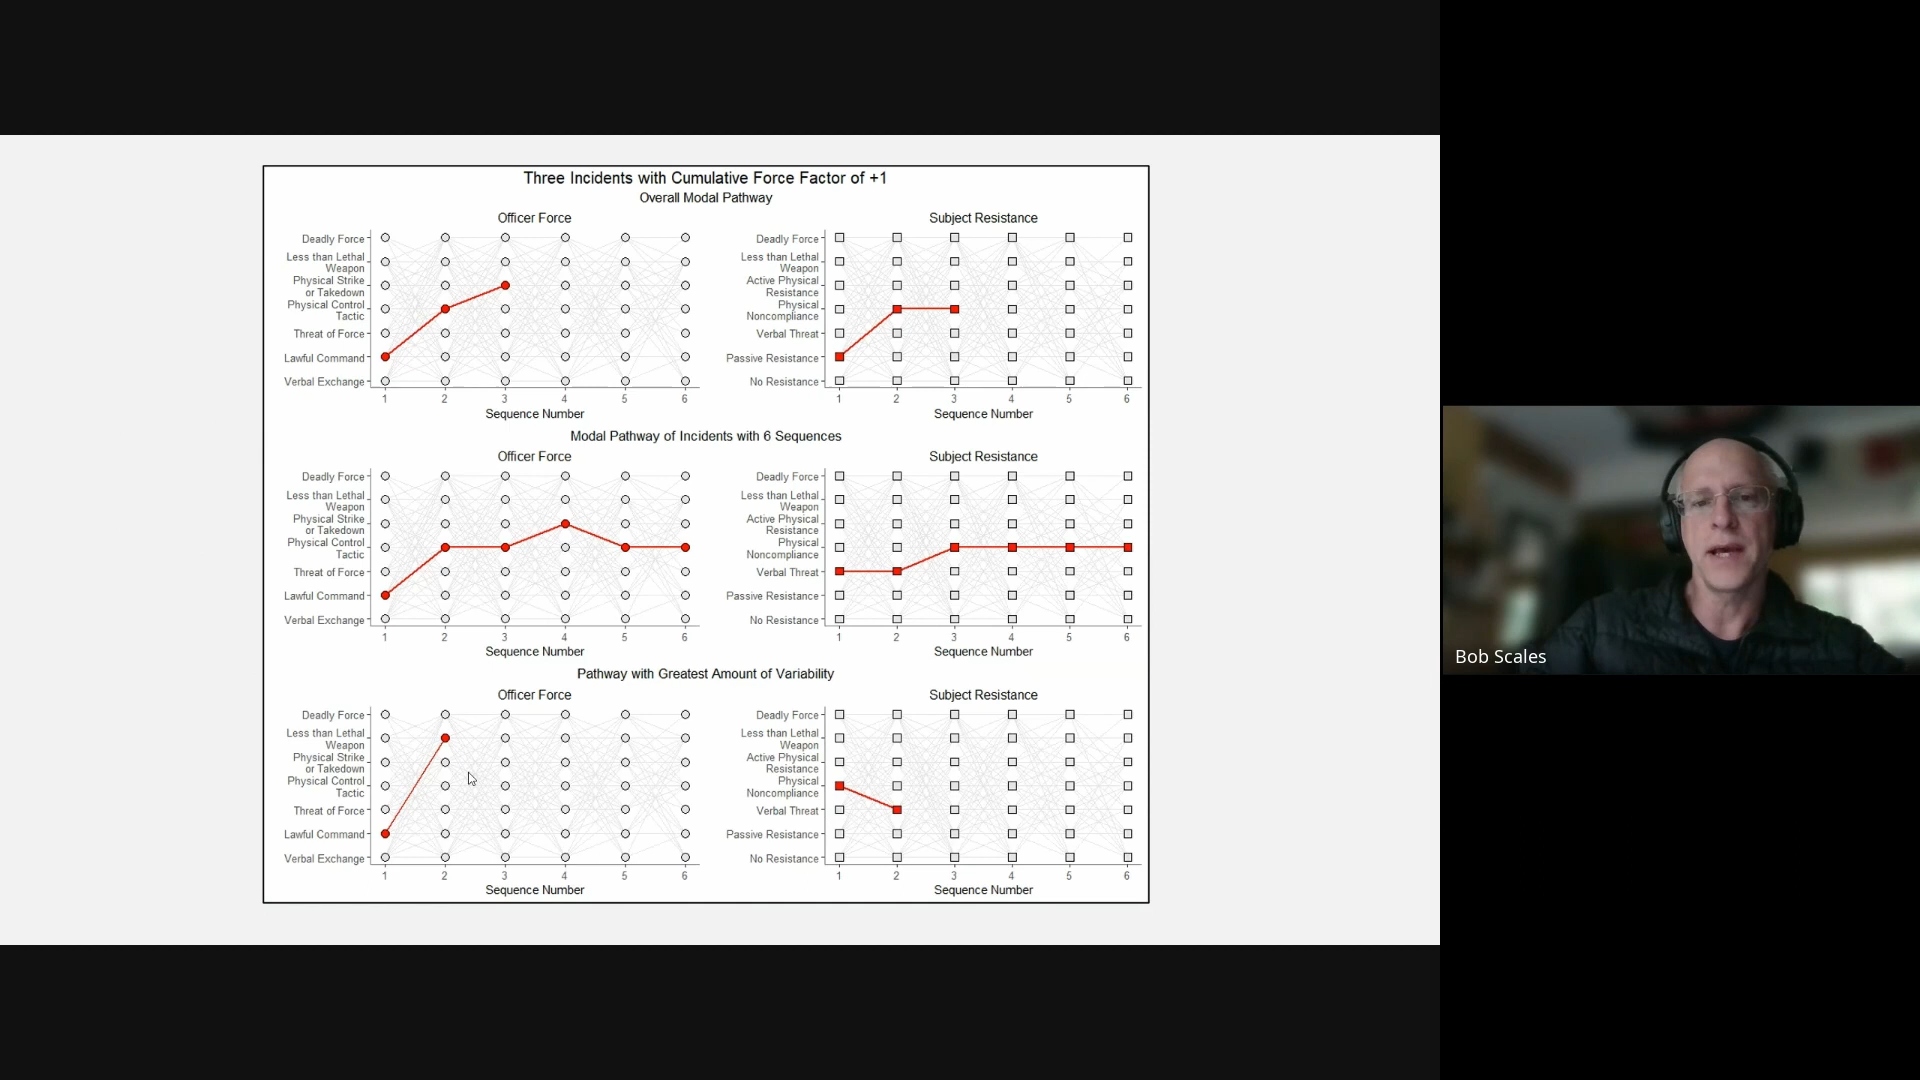 Three Incidents with Cumulative Force Factor of +1
Overall Modal Pathway
Officer Force
Deadly Force
Less than Lethal
Weapon
Physical Strike
or Takedown
Physical Control
Tactic
Threat of Force
Lawful Command
Verbal Exchange
1 2 3 4 5 6
Sequence Number
Subject Resistance
Deadly Force
Less than Lethal
Weapon
Active Physical
Resistance
Physical
Noncompliance
Verbal Threat
Passive Resistance
No Resistance
1 2 3 4 5 6
Sequence Number
Modal Pathway of Incidents with 6 Sequences
Officer Force
Deadly Force
Less than Lethal
Weapon
Physical Strike
or Takedown
Physical Control
Tactic
Threat of Force
Lawful Command
Verbal Exchange
1 2 3 4 5 6
Sequence Number
Subject Resistance
Deadly Force
Less than Lethal
Weapon
Active Physical
Resistance
Physical
Noncompliance
Verbal Threat
Passive Resistance
No Resistance
1 2 3 4 5 6
Sequence Number
Pathway with Greatest Amount of Variability
Officer Force
Deadly Force
Less than Lethal
Weapon
Physical Strike
or Takedown
Physical Control
Tactic
Threat of Force
Lawful Command
Verbal Exchange
1 2 3 4 5 6
Sequence Number
Subject Resistance
Deadly Force
Less than Lethal
Weapon
Active Physical
Resistance
Physical
Noncompliance
Verbal Threat
Passive Resistance
No Resistance
1 2 3 4 5 6
Sequence Number
Bob Scales